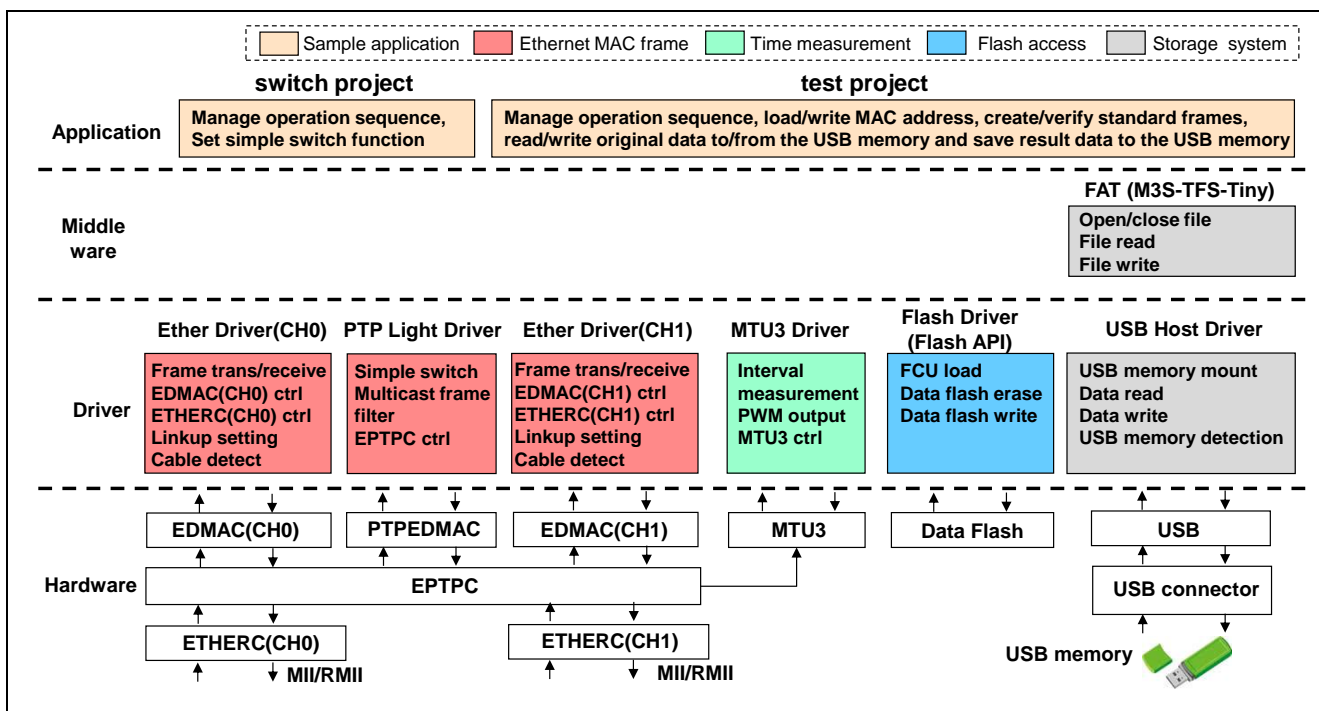 Sample application
Ethernet MAC frame
Time measurement
Flash access
Storage system
switch project
test project
Application
Manage operation sequence,
Set simple switch function
Manage operation sequence, load/write MAC address, create/verify standard frames,
read/write original data to/from the USB memory and save result data to the USB memory
Middle
ware
FAT (M3S-TFS-Tiny)
Open/close file
File read
File write
Driver
Ether Driver(CH0)
Frame trans/receive
EDMAC(CH0) ctrl
ETHERC(CH0) ctrl
Linkup setting
Cable detect
PTP Light Driver
Simple switch
Multicast frame
filter
EPTPC ctrl
Ether Driver(CH1)
Frame trans/receive
EDMAC(CH1) ctrl
ETHERC(CH1) ctrl
Linkup setting
Cable detect
MTU3 Driver
Interval
measurement
PWM output
MTU3 ctrl
Flash Driver
(Flash API)
FCU load
Data flash erase
Data flash write
USB Host Driver
USB memory mount
Data read
Data write
USB memory detection
Hardware
EDMAC(CH0)
PTPEDMAC
EDMAC(CH1)
MTU3
Data Flash
USB
EPTPC
USB connector
ETHERC(CH0)
ETHERC(CH1)
USB memory
MII/RMII
MII/RMII